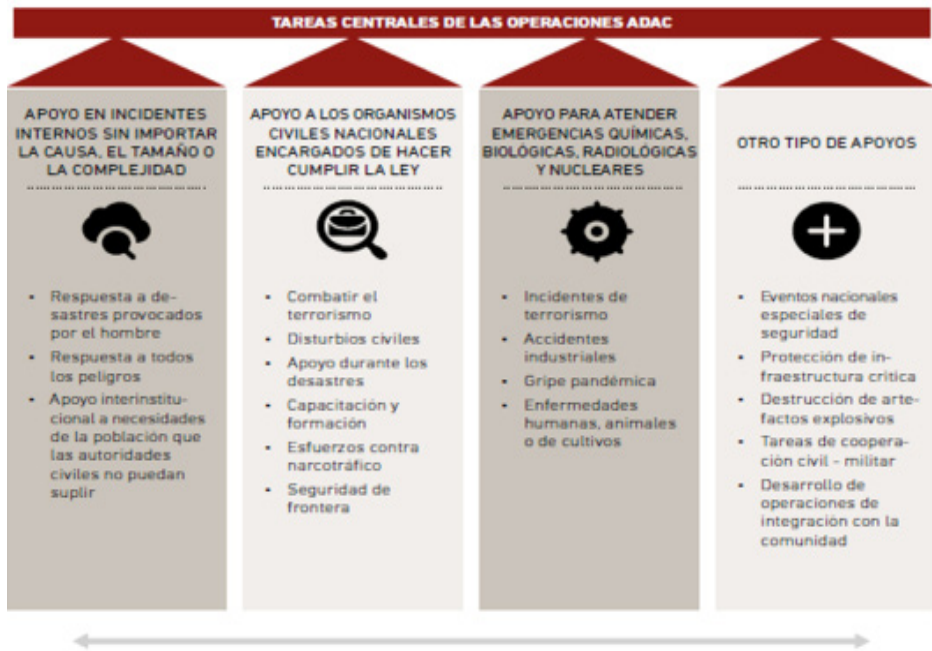 TAREAS CENTRALES DE LAS OPERACIONES ADAC
APOYO EN INCIDENTES
INTERNOS SIN IMPORTAR
LA CAUSA, EL TAMAÑO O
LA COMPLEJIDAD
• Respuesta a de-
sastres provocados
por el hombre
• Respuesta a todos
los peligros
• Apoyo interinstitu-
cional a necesidades
de la población que
las autoridades
civiles no puedan
suplir
APOYO A LOS ORGANISMOS
CIVILES NACIONALES
ENCARGADOS DE HACER
CUMPLIR LA LEY
• Combatir el
terrorismo
• Disturbios civiles
• Apoyo durante los
desastres
• Capacitación y
formación
• Esfuerzos contra
narcotráfico
• Seguridad de
frontera
APOYO PARA ATENDER
EMERGENCIAS QUÍMICAS,
BIOLÓGICAS, RADIOLÓGICAS
Y NUCLEARES
• Incidentes de
terrorismo
• Accidentes
industriales
• Gripe pandémica
• Enfermedades
humanas, animales
o de cultivos
OTRO TIPO DE APOYOS
• Eventos nacionales
especiales de
seguridad
• Protección de in-
fraestructura critica
• Destrucción de arte-
factos explosivos
• Tareas de coopera-
ción civil - militar
• Desarrollo de
operaciones de
integración con la
comunidad